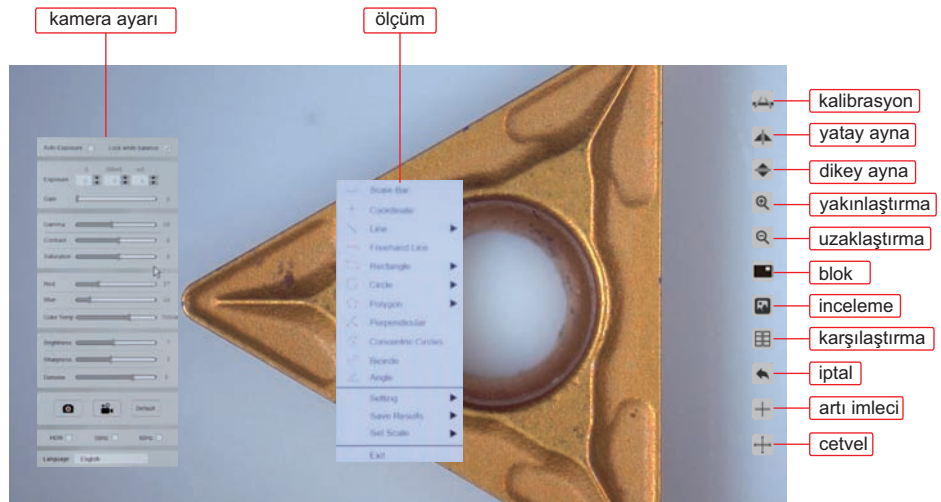 kamera ayarı
ölçüm
Auto Exposure
Lock white balance
Exposure
Gain
Gamma
Contrast
Saturation
Red
Blue
Color Temp
Brightness
Sharpness
Denoise
Default
HDR
50Hz
60Hz
Language
English
Scale Bar
Coordinate
Line
Freehand Line
Rectangle
Circle
Polygon
Perpendicular
Concentric Circles
Bicircle
Angle
Setting
Save Results
Set Scale
Exit
kalibrasyon
yatay ayna
dikey ayna
yakınlaştırma
uzaklaştırma
blok
inceleme
karşılaştırma
iptal
artı imleci
cetvel